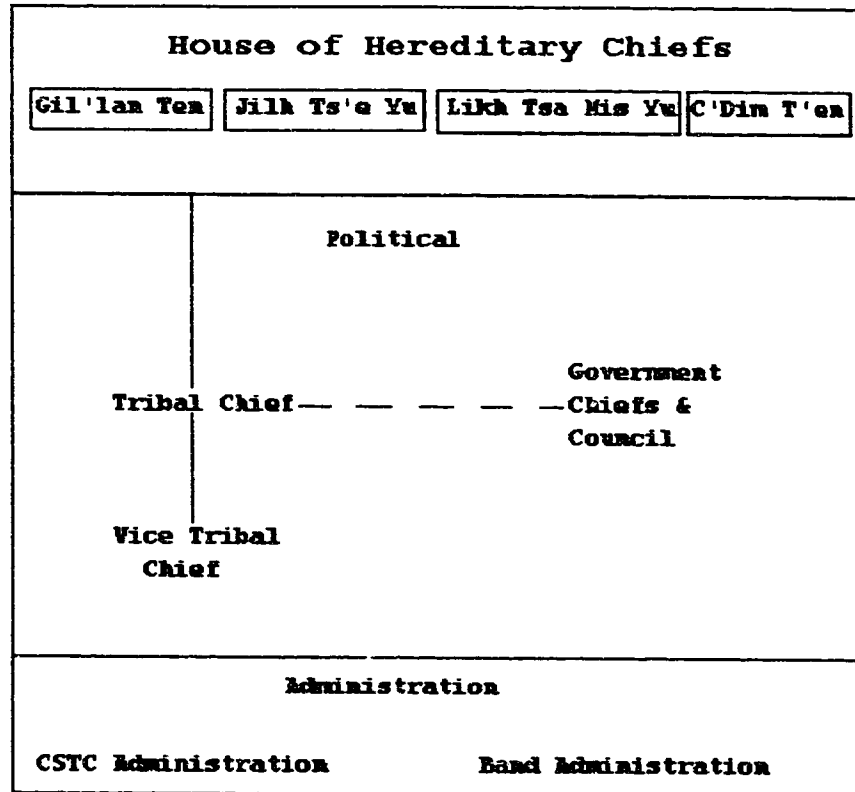 House of Hereditary Chiefs
Gil'lan Ten  Jilh Ts'e Yu  Likh Tsa Mis Yu  C'Dim T'en
Political
Government
Tribal Chief — — — — — Chiefs &
Council
Vice Tribal
Chief
Administration
CSTC Administration  Band Administration